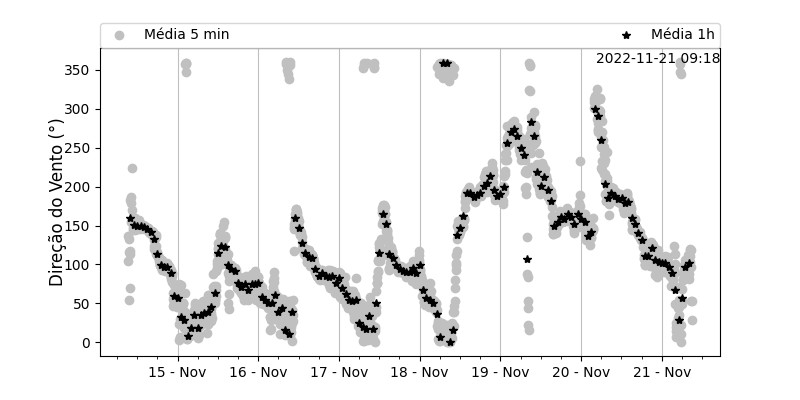 Média 5 min
Média 1h
2022-11-21 09:18
Direção do Vento (°)
350
300
250
200
150
100
50
0
15 - Nov
16 - Nov
17 - Nov
18 - Nov
19 - Nov
20 - Nov
21 - Nov